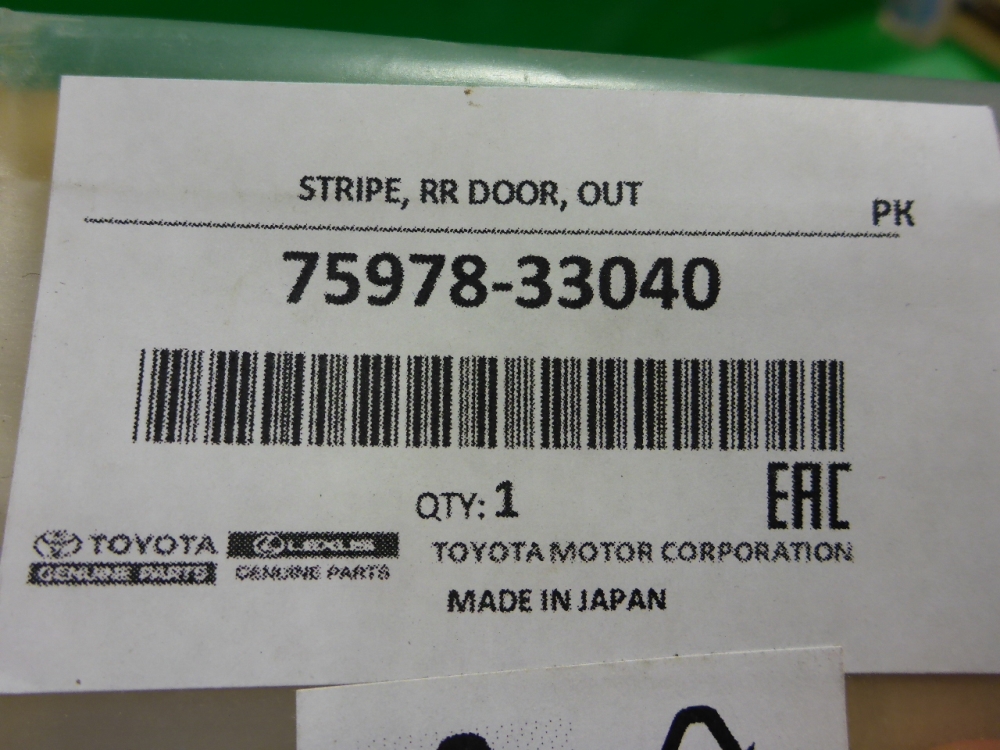 STRIPE, RR DOOR, OUT
PK
75978-33040
QTY: 1
EAC
TOYOTA
GENUINE PARTS
LEXUS
GENUINE PARTS
TOYOTA MOTOR CORPORATION
MADE IN JAPAN